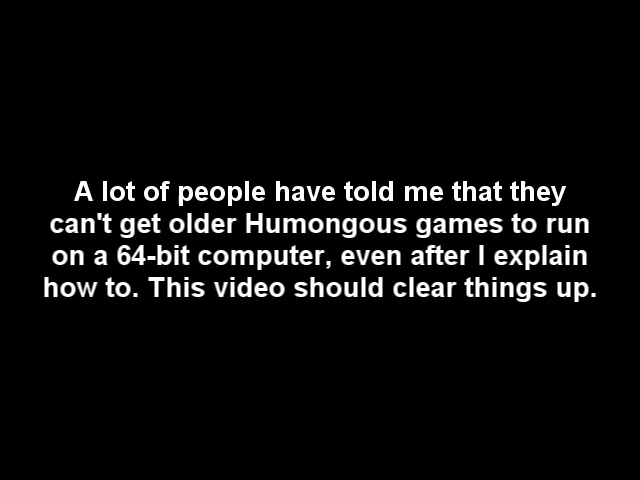 A lot of people have told me that they
can't get older Humongous games to run
on a 64-bit computer, even after I explain
how to. This video should clear things up.